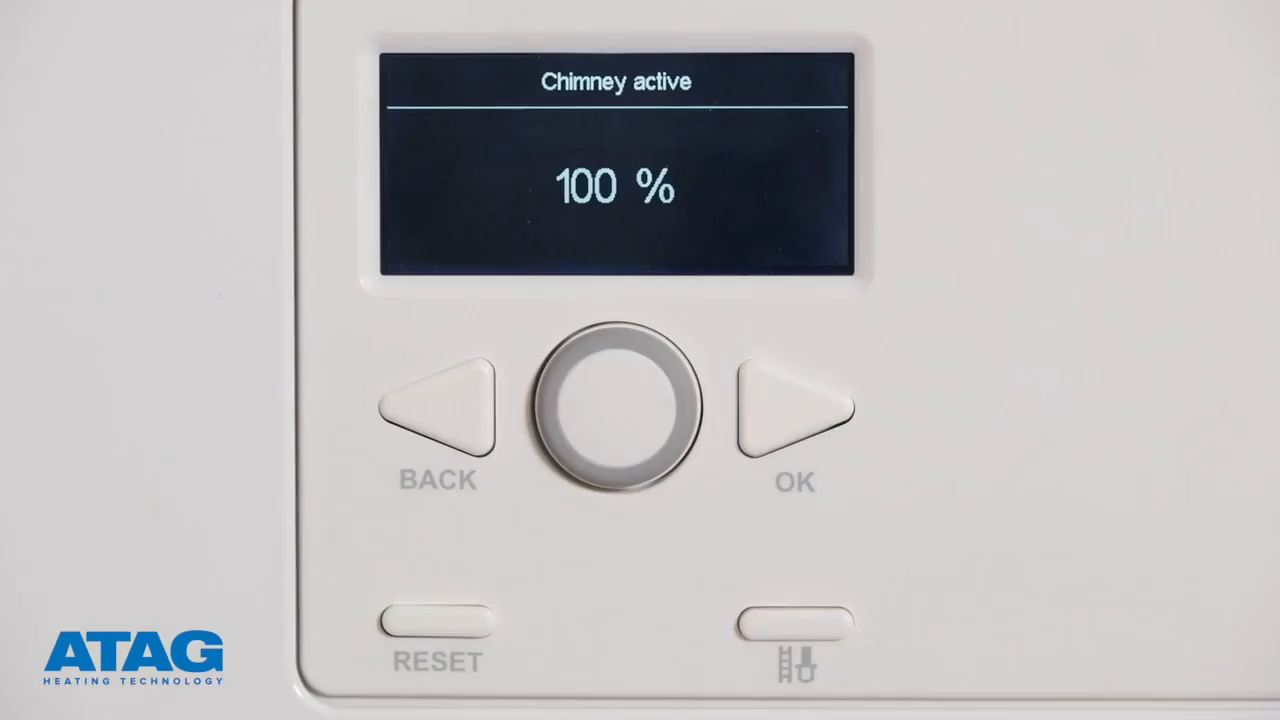 Chimney active
100 %
BACK
OK
RESET
ATAG
HEATING TECHNOLOGY